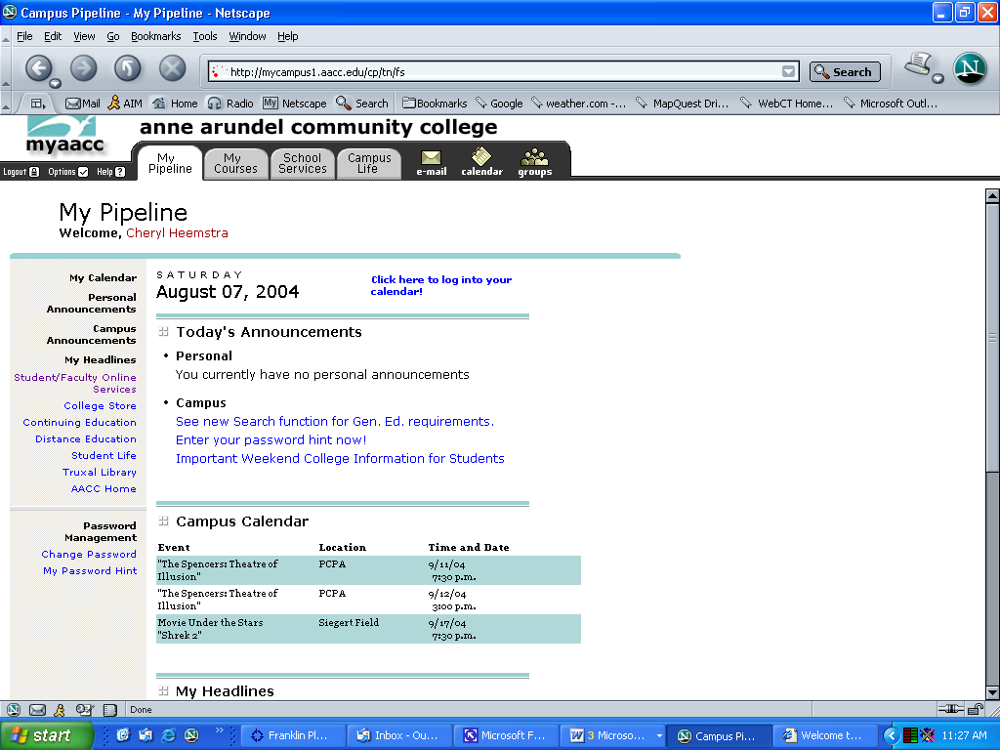 Campus Pipeline - My Pipeline - Netscape
File Edit View Go Bookmarks Tools Window Help
http://mycampus1.aacc.edu/cp/tn/fs
Search
N
Mail AIM Home Radio My Netscape Search Bookmarks Google weather.com -... MapQuest Dri... WebCT Home... Microsoft Outl...
myaacc
anne arundel community college
Logout Options Help ?
My Pipeline
My Courses
School Services
Campus Life
e-mail
calendar
groups
My Pipeline
Welcome, Cheryl Heemstra
My Calendar
Personal
Announcements
Campus
Announcements
My Headlines
Student/Faculty Online
Services
College Store
Continuing Education
Distance Education
Student Life
Truxal Library
AACC Home
Password
Management
Change Password
My Password Hint
SATURDAY
August 07, 2004
Click here to log into your
calendar!
Today's Announcements
• Personal
You currently have no personal announcements
• Campus
See new Search function for Gen. Ed. requirements.
Enter your password hint now!
Important Weekend College Information for Students
Campus Calendar
Event Location Time and Date
"The Spencers: Theatre of PCPA 9/11/04
Illusion" 7:30 p.m.
"The Spencers: Theatre of PCPA 9/12/04
Illusion" 3:00 p.m.
Movie Under the Stars Siegert Field 9/17/04
"Shrek 2" 7:30 p.m.
My Headlines
Done
start
Franklin Pl...
Inbox - Ou...
Microsoft F...
3 Microso...
Campus Pi...
Welcome t...
11:27 AM